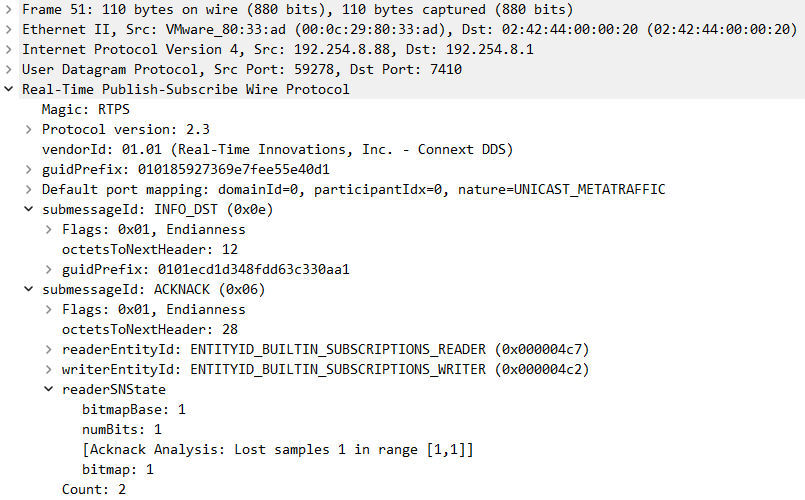 Frame 51: 110 bytes on wire (880 bits), 110 bytes captured (880 bits)
Ethernet II, Src: VMware_80:33:ad (00:0c:29:80:33:ad), Dst: 02:42:44:00:00:20 (02:42:44:00:00:20)
Internet Protocol Version 4, Src: 192.254.8.88, Dst: 192.254.8.1
User Datagram Protocol, Src Port: 59278, Dst Port: 7410
Real-Time Publish-Subscribe Wire Protocol
Magic: RTPS
Protocol version: 2.3
vendorId: 01.01 (Real-Time Innovations, Inc. - Connext DDS)
guidPrefix: 010185927369e7fee55e40d1
Default port mapping: domainId=0, participantIdx=0, nature=UNICAST_METATRAFFIC
submessageId: INFO_DST (0x0e)
Flags: 0x01, Endianness
octetsToNextHeader: 12
guidPrefix: 0101ecd1d348fdd63c330aa1
submessageId: ACKNACK (0x06)
Flags: 0x01, Endianness
octetsToNextHeader: 28
readerEntityId: ENTITYID_BUILTIN_SUBSCRIPTIONS_READER (0x000004c7)
writerEntityId: ENTITYID_BUILTIN_SUBSCRIPTIONS_WRITER (0x000004c2)
readerSNState
bitmapBase: 1
numBits: 1
[Acknack Analysis: Lost samples 1 in range [1,1]]
bitmap: 1
Count: 2